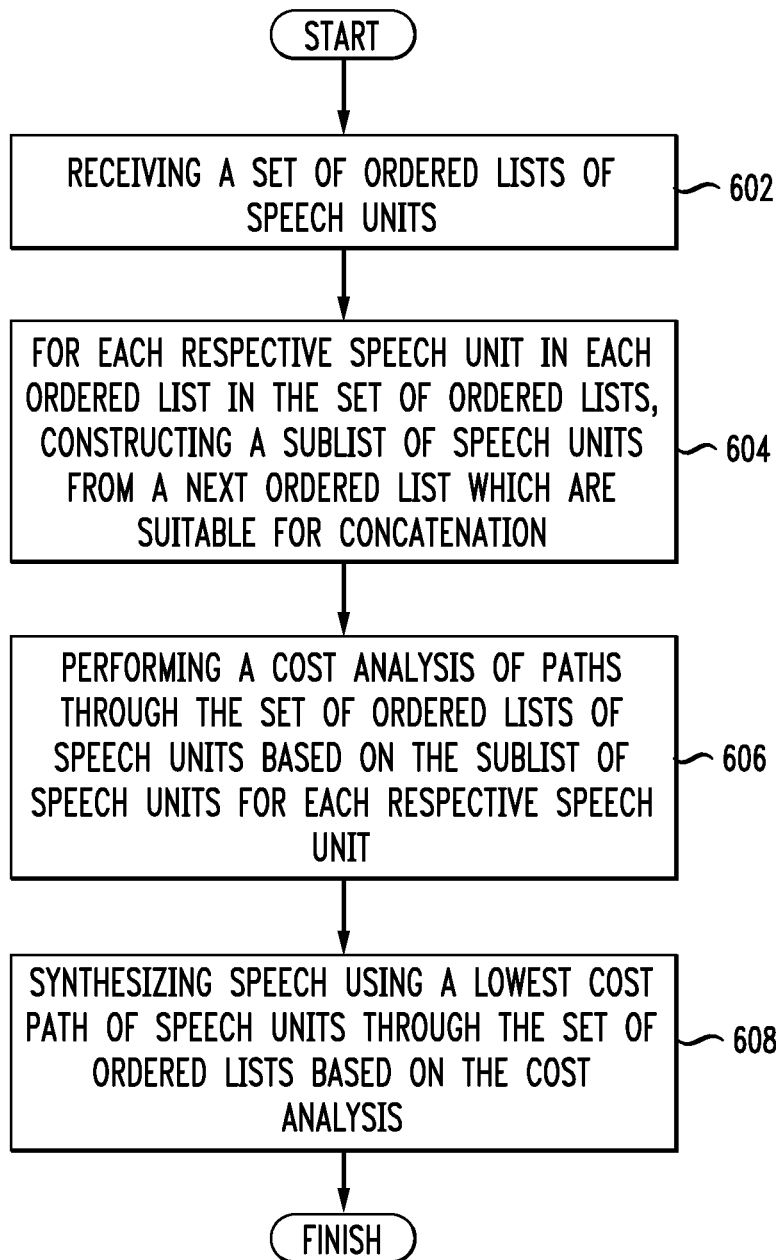 START
RECEIVING A SET OF ORDERED LISTS OF
SPEECH UNITS
602
FOR EACH RESPECTIVE SPEECH UNIT IN EACH
ORDERED LIST IN THE SET OF ORDERED LISTS,
CONSTRUCTING A SUBLIST OF SPEECH UNITS
FROM A NEXT ORDERED LIST WHICH ARE
SUITABLE FOR CONCATENATION
604
PERFORMING A COST ANALYSIS OF PATHS
THROUGH THE SET OF ORDERED LISTS OF
SPEECH UNITS BASED ON THE SUBLIST OF
SPEECH UNITS FOR EACH RESPECTIVE SPEECH
UNIT
606
SYNTHESIZING SPEECH USING A LOWEST COST
PATH OF SPEECH UNITS THROUGH THE SET OF
ORDERED LISTS BASED ON THE COST
ANALYSIS
608
FINISH